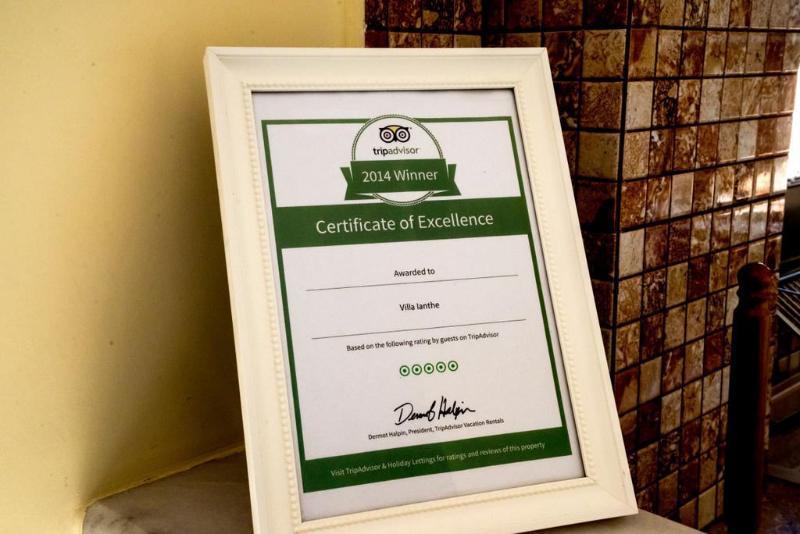 tripadvisor
2014 Winner
Certificate of Excellence
Awarded to
Villa Ianthe
Based on the following rating by guests on TripAdvisor
Dermot Halpin
Dermot Halpin, President, TripAdvisor Vacation Rentals
Visit TripAdvisor & Holiday Lettings for ratings and reviews of this property